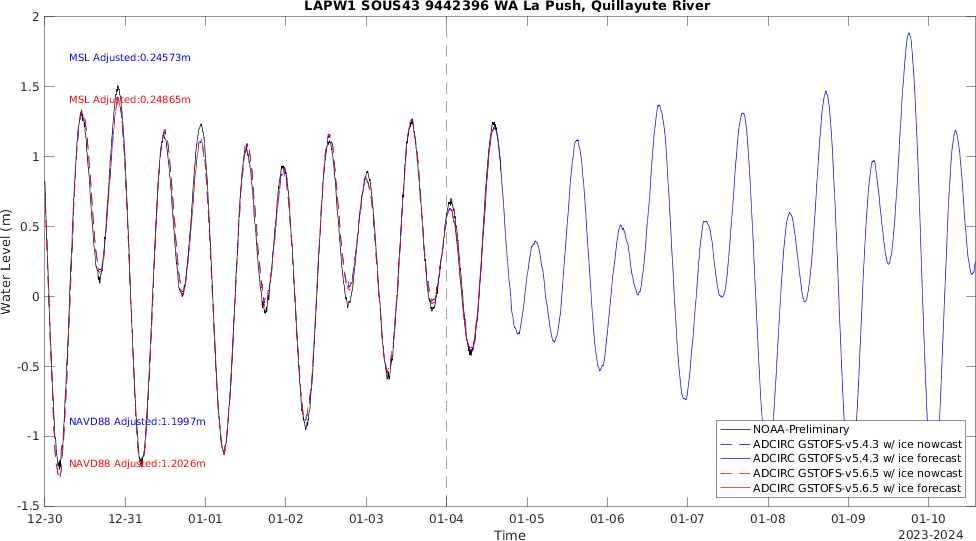 LAPW1 SOUS43 9442396 WA La Push, Quillayute River
2
1.5
1
0.5
0
-0.5
-1
-1.5
Water Level (m)
MSL Adjusted:0.24573m
MSL Adjusted:0.24865m
NAVD88 Adjusted:1.1997m
NAVD88 Adjusted:1.2026m
NOAA-Preliminary
ADCIRC GSTOFS-v5.4.3 w/ ice nowcast
ADCIRC GSTOFS-v5.4.3 w/ ice forecast
ADCIRC GSTOFS-v5.6.5 w/ ice nowcast
ADCIRC GSTOFS-v5.6.5 w/ ice forecast
12-30 12-31 01-01 01-02 01-03 01-04 01-05 01-06 01-07 01-08 01-09 01-10
2023-2024
Time